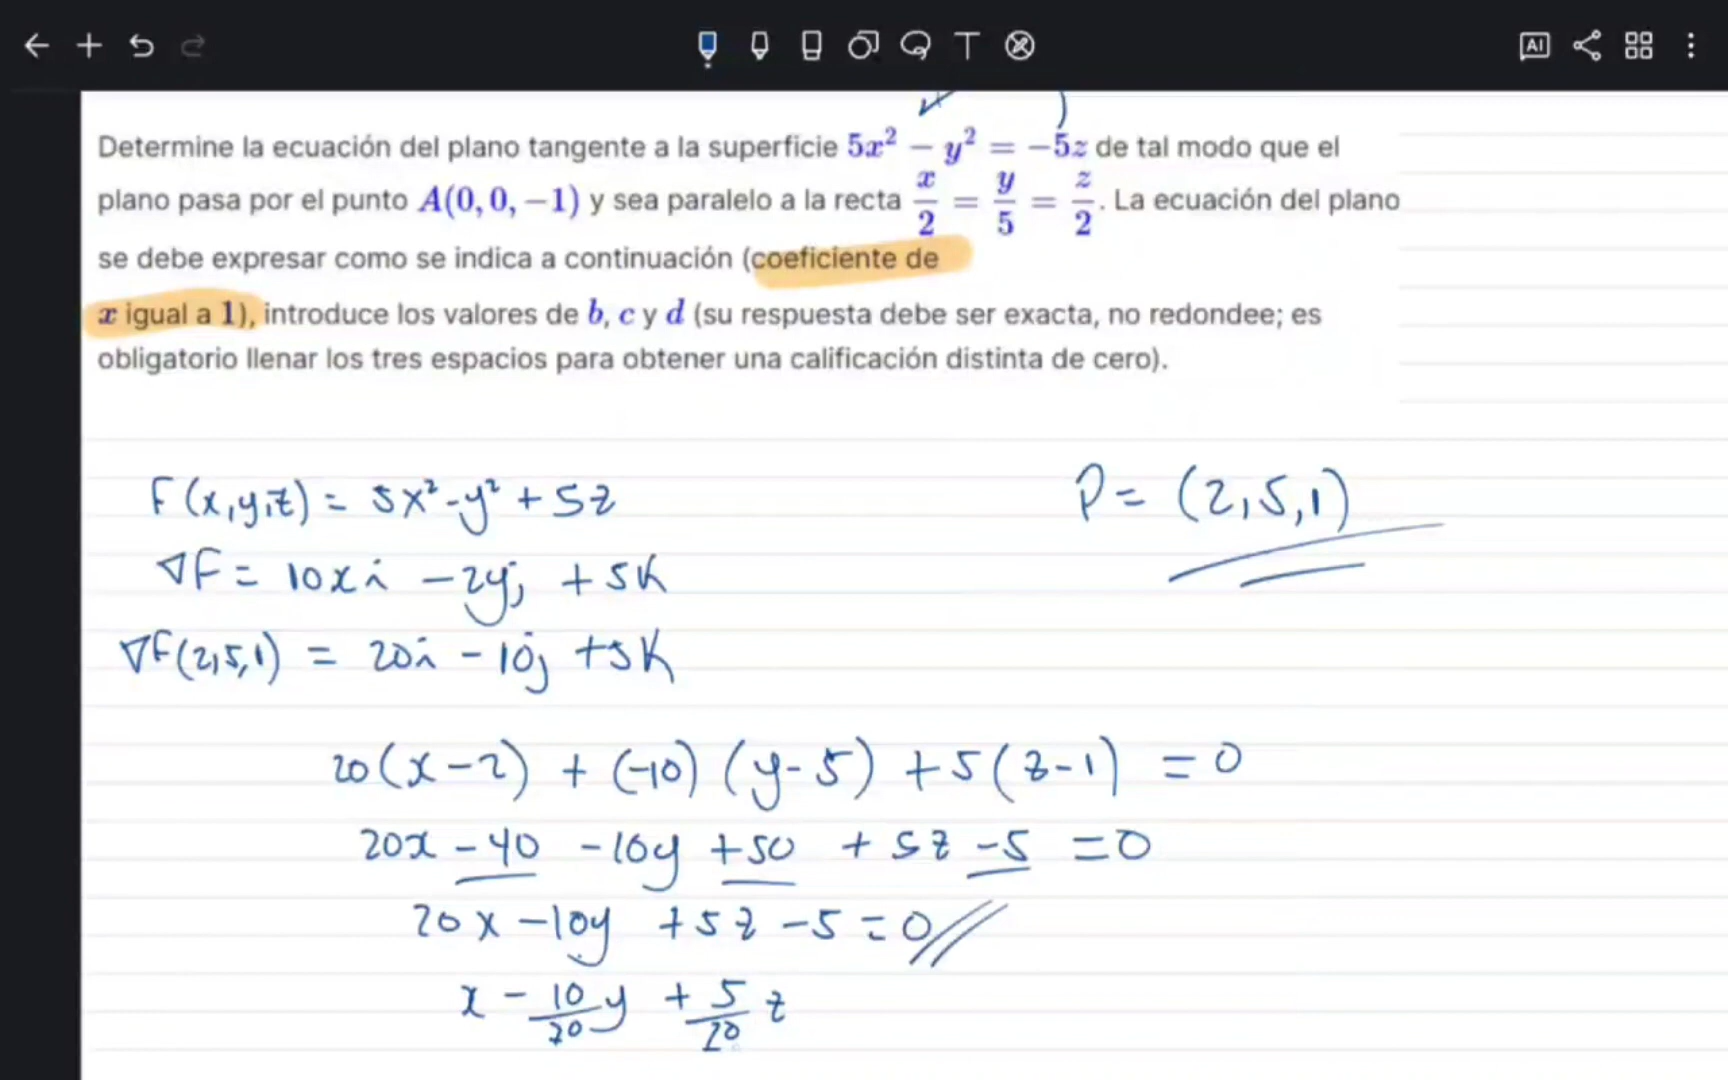 AI
Determine la ecuación del plano tangente a la superficie 5x² − y² = −5z de tal modo que el
plano pasa por el punto A(0, 0, −1) y sea paralelo a la recta x/2 = y/5 = z/2. La ecuación del plano
se debe expresar como se indica a continuación (coeficiente de
x igual a 1), introduce los valores de b, c y d (su respuesta debe ser exacta, no redondee; es
obligatorio llenar los tres espacios para obtener una calificación distinta de cero).
F(x,y,z) = 5x² - y² + 5z
P = (2,5,1)
∇F = 10xi - 2yj + 5k
∇F(2,5,1) = 20i - 10j + 5k
20(x-2) + (-10)(y-5) + 5(z-1) = 0
20x - 40 - 10y + 50 + 5z - 5 = 0
20x - 10y + 5z - 5 = 0
x - 10/20 y + 5/20 z